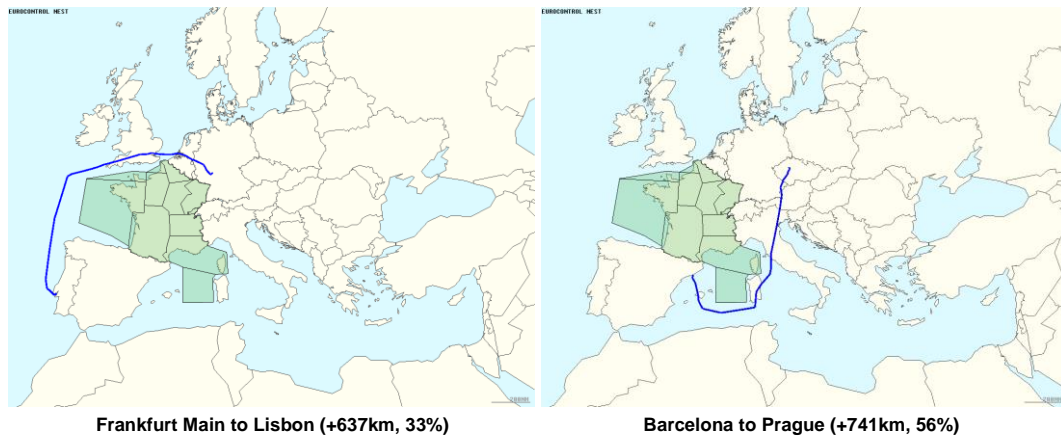 EUROCONTROL NEST
EUROCONTROL NEST
Frankfurt Main to Lisbon (+637km, 33%)
Barcelona to Prague (+741km, 56%)